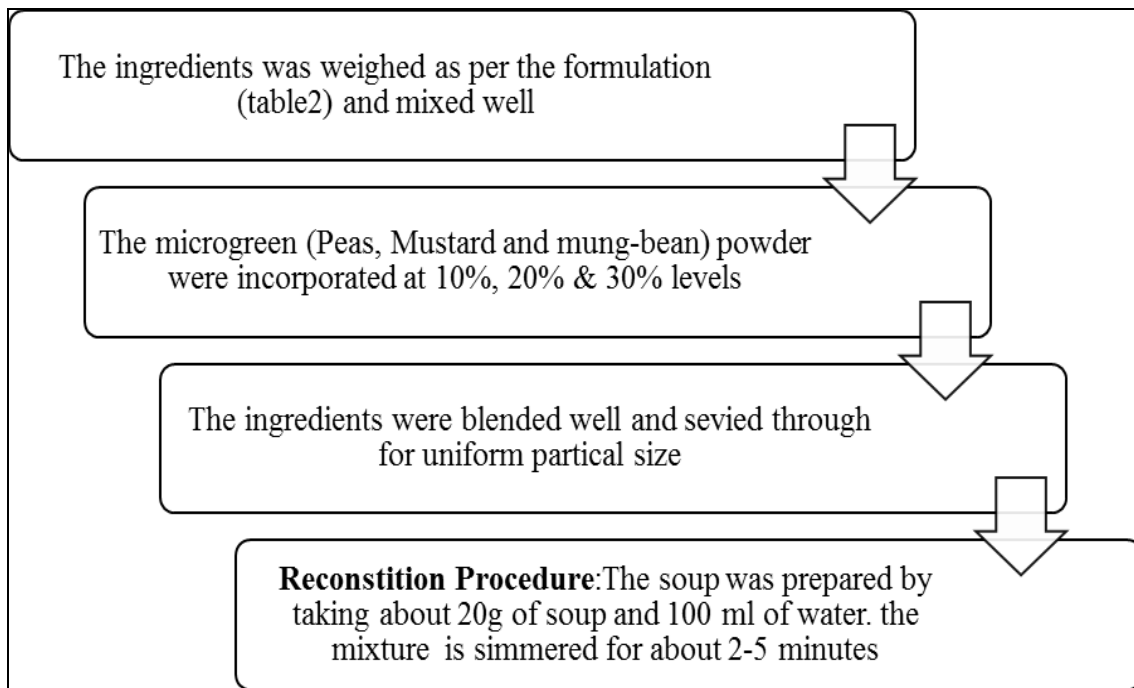 The ingredients was weighed as per the formulation
(table2) and mixed well
The microgreen (Peas, Mustard and mung-bean) powder
were incorporated at 10%, 20% & 30% levels
The ingredients were blended well and sevied through
for uniform partical size
Reconstition Procedure:The soup was prepared by
taking about 20g of soup and 100 ml of water. the
mixture is simmered for about 2-5 minutes